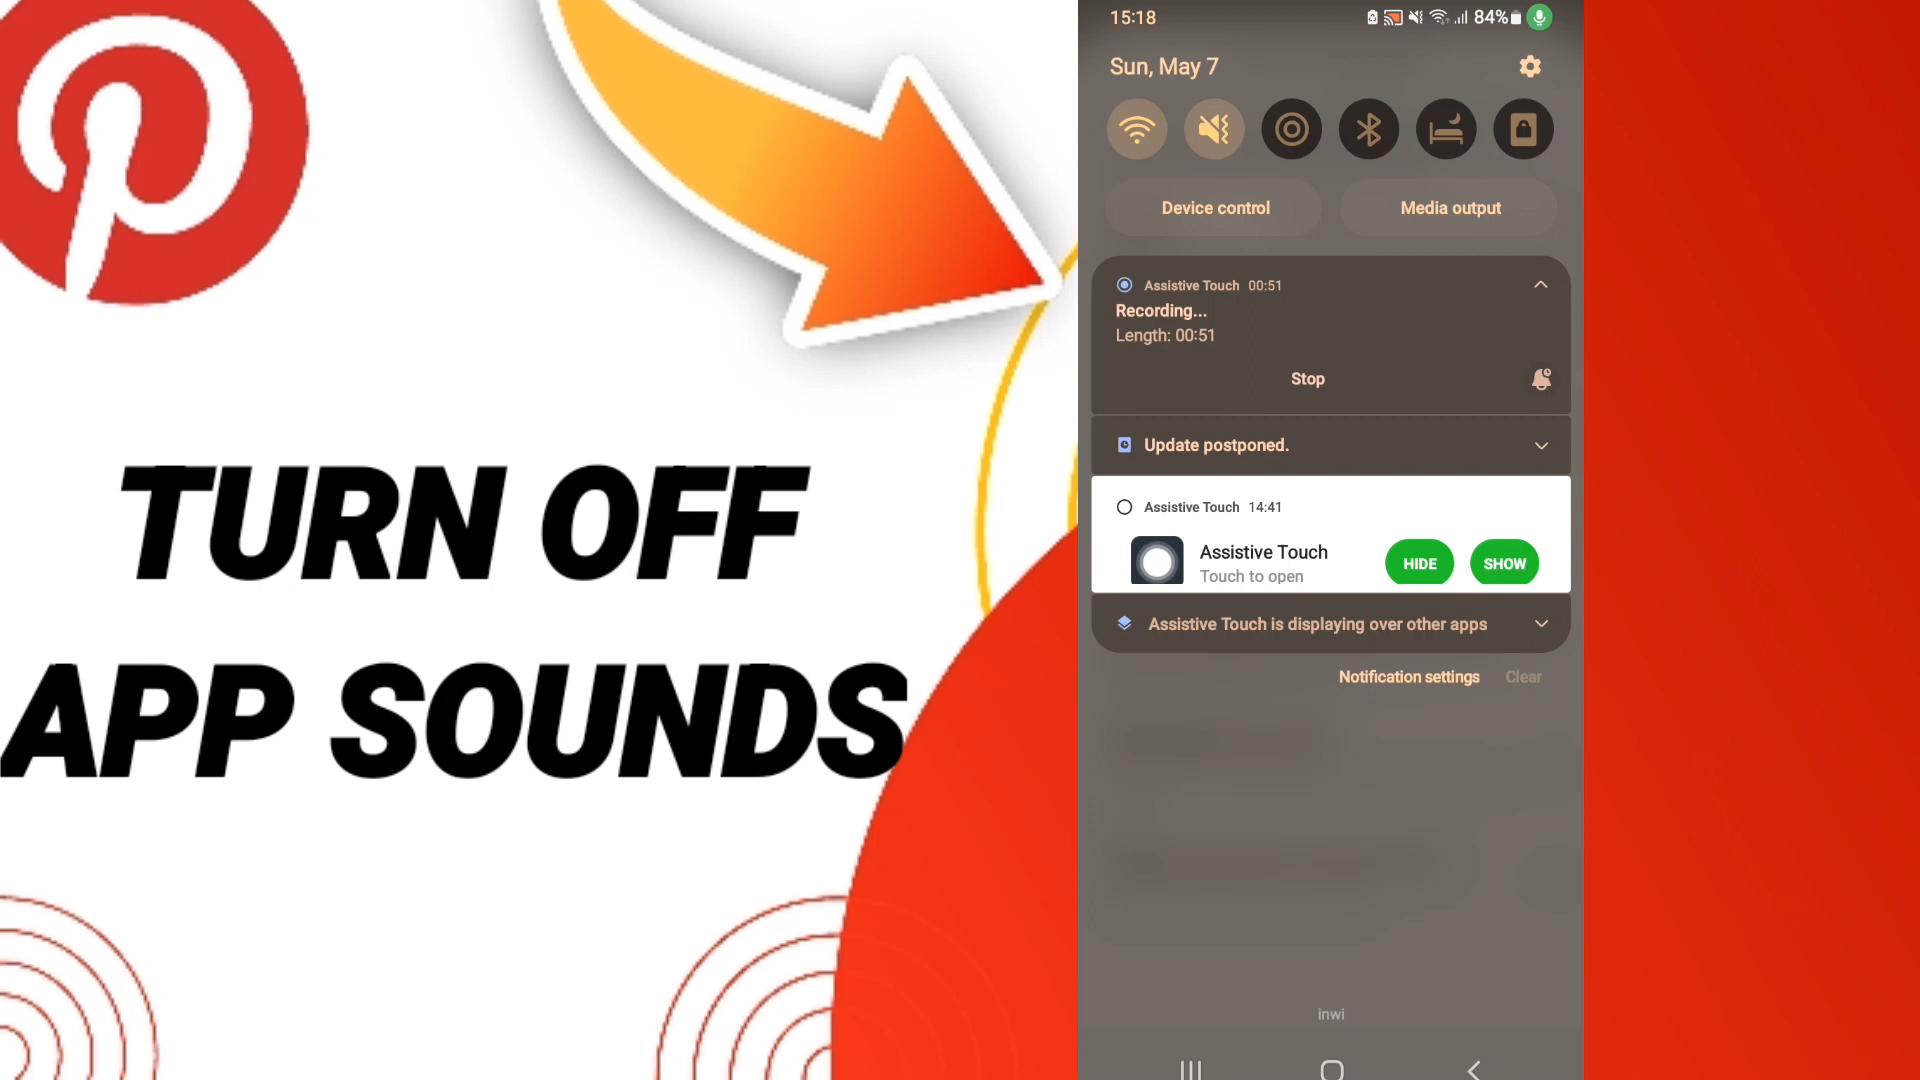 TURN OFF
APP SOUNDS
15:18
84%
Sun, May 7
Device control
Media output
Assistive Touch 00:51
Recording...
Length: 00:51
Stop
Update postponed.
Assistive Touch 14:41
Assistive Touch
Touch to open
HIDE
SHOW
Assistive Touch is displaying over other apps
Notification settings
Clear
inwi